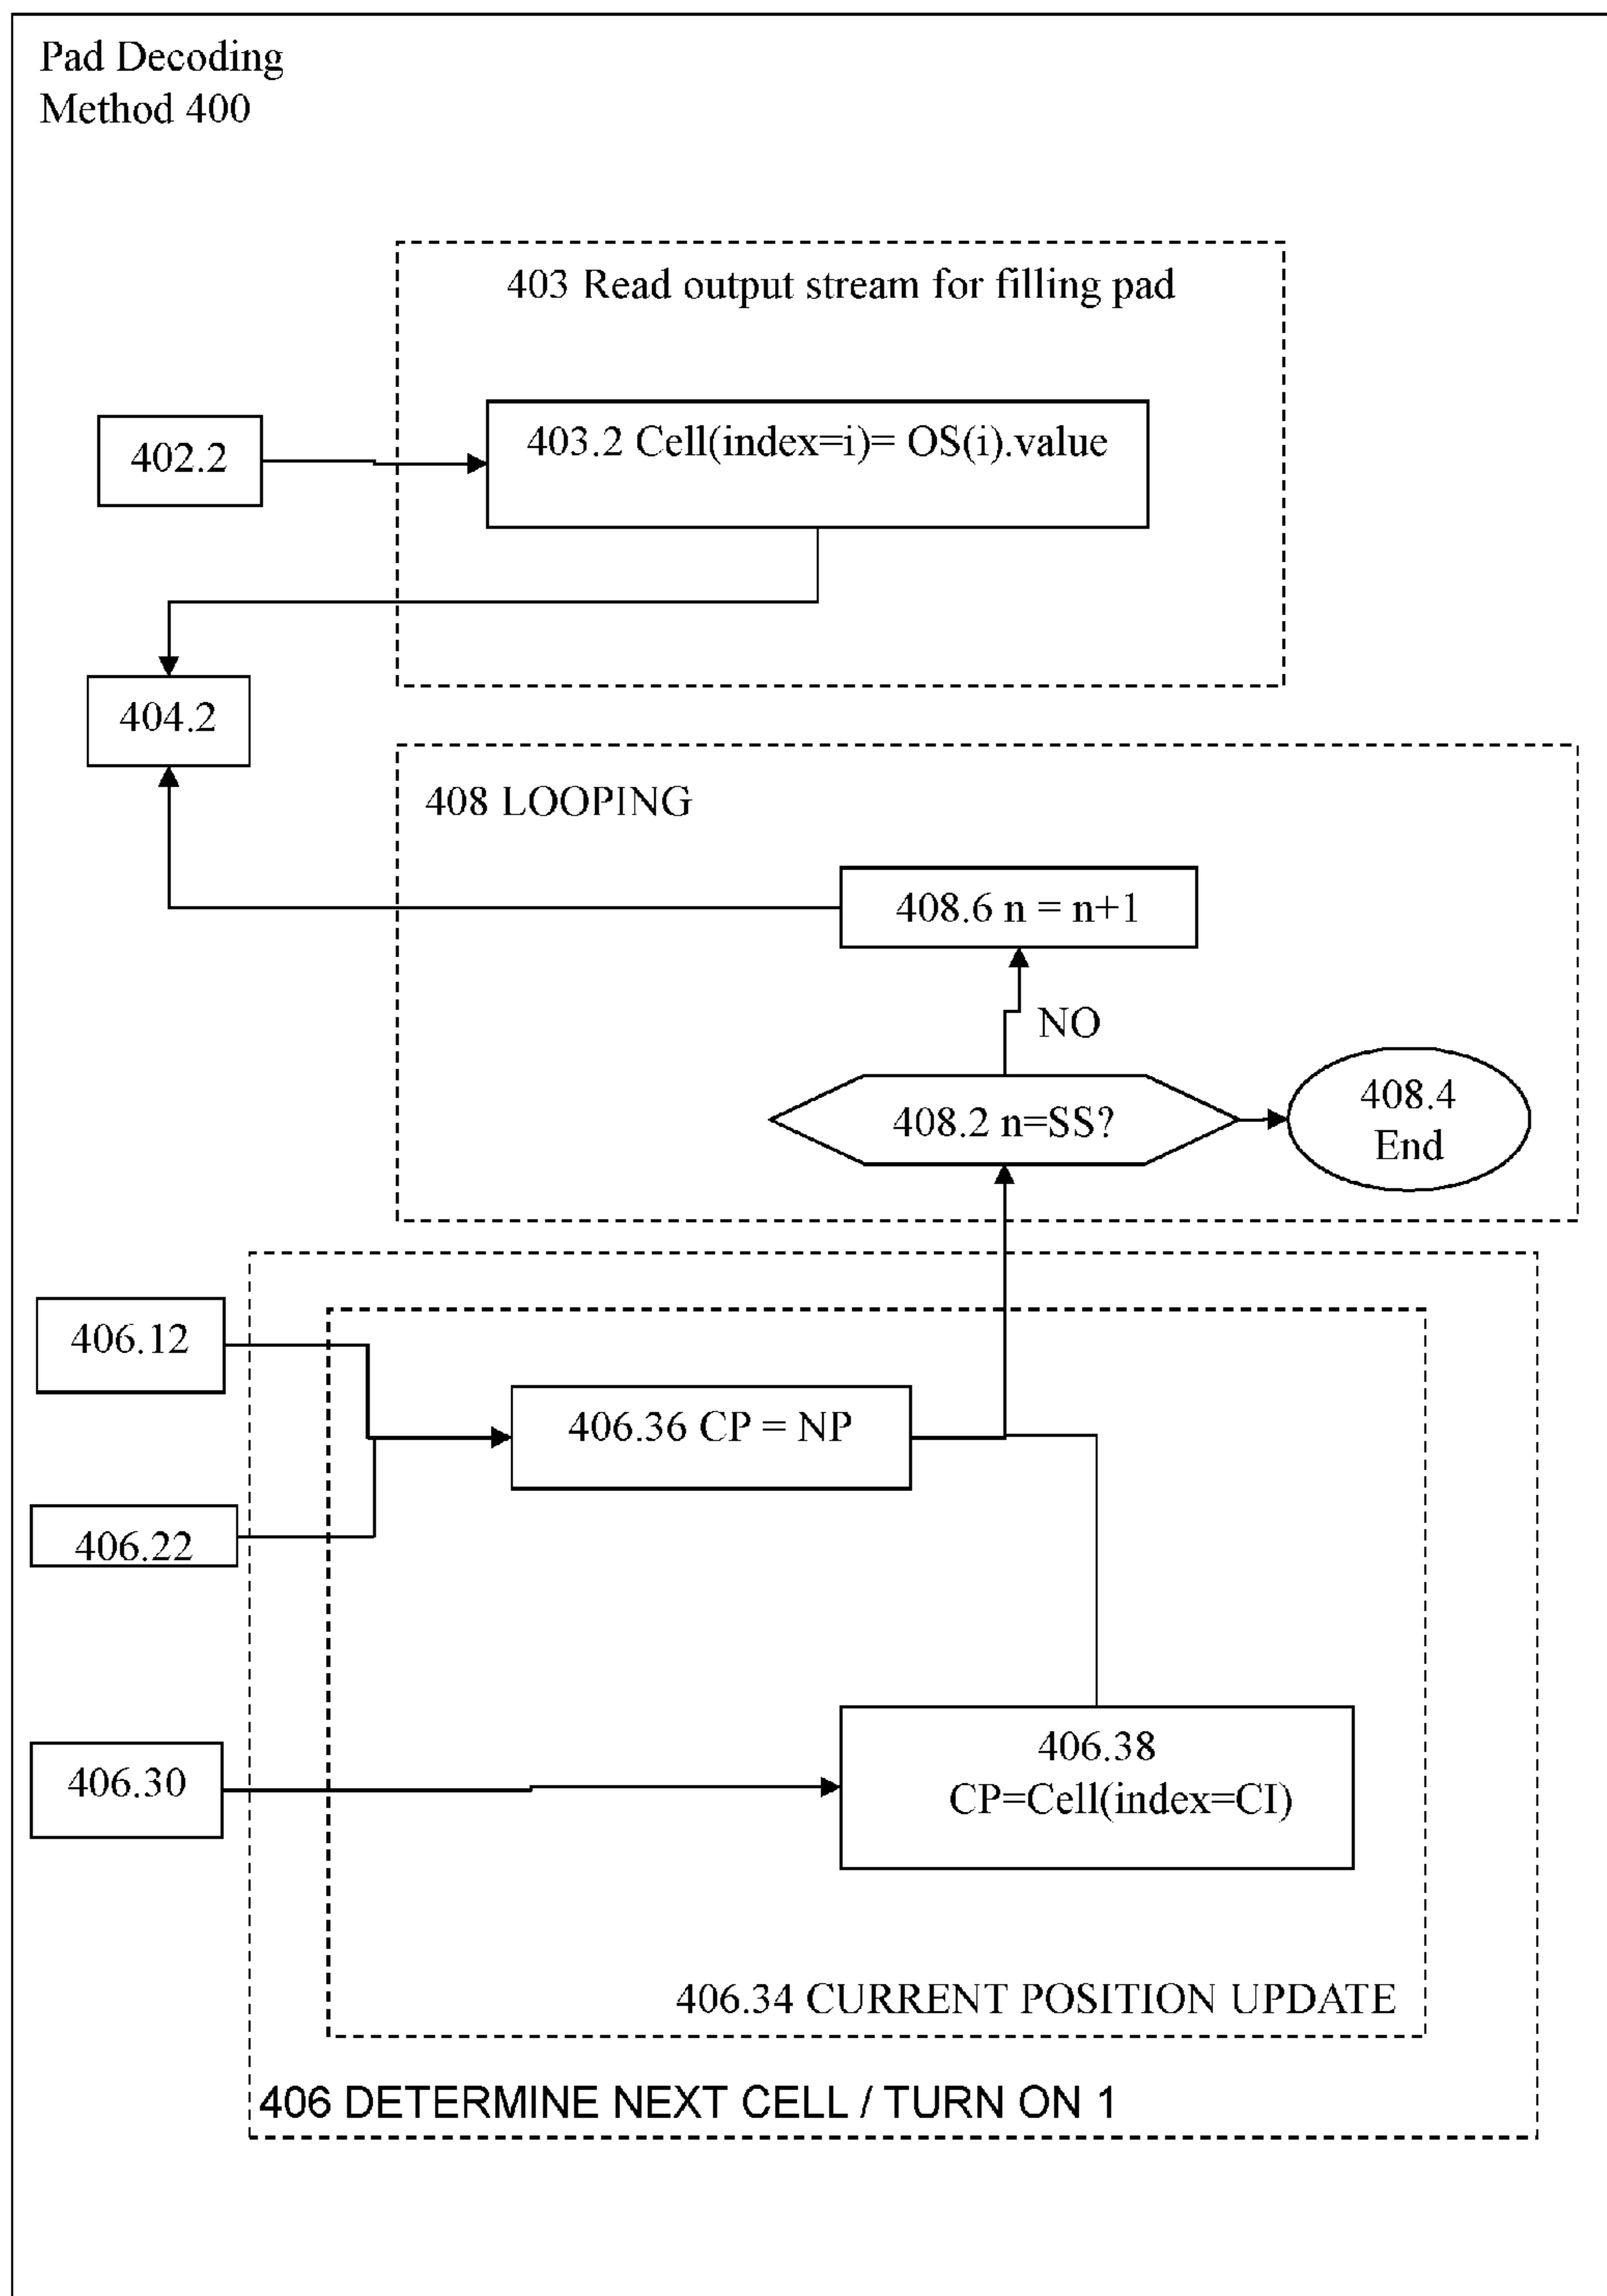 Pad Decoding
Method 400
403 Read output stream for filling pad
402.2
403.2 Cell(index=i)= OS(i).value
404.2
408 LOOPING
408.6 n = n+1
NO
408.2 n=SS?
408.4
End
406.12
406.36 CP = NP
406.22
406.30
406.38
CP=Cell(index=CI)
406.34 CURRENT POSITION UPDATE
406 DETERMINE NEXT CELL / TURN ON 1